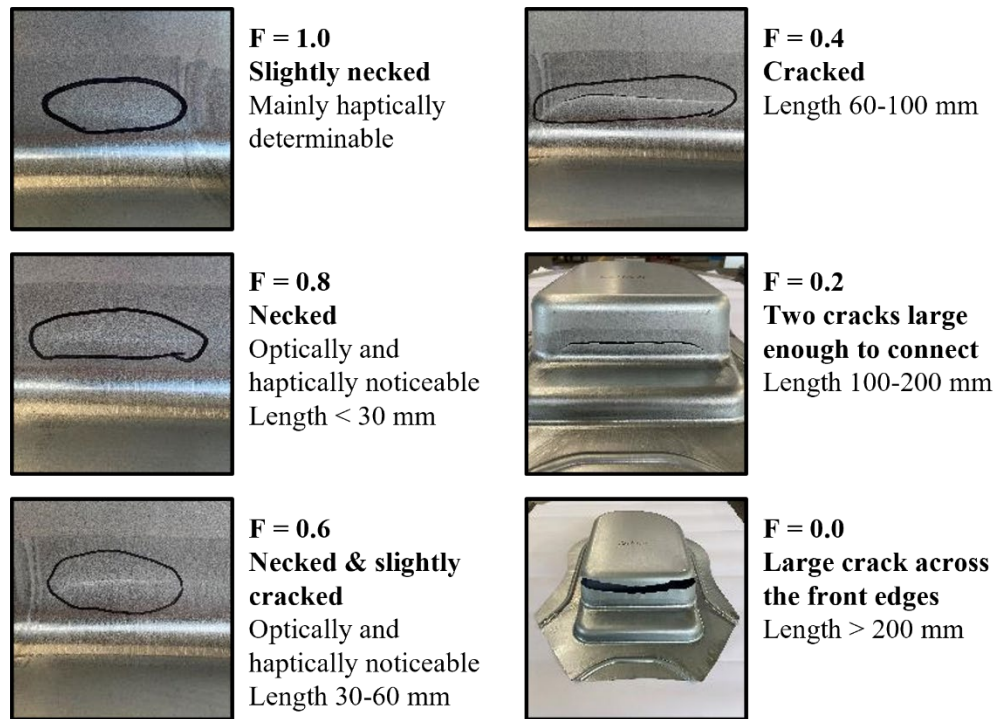 F = 1.0
Slightly necked
Mainly haptically
determinable
F = 0.8
Necked
Optically and
haptically noticeable
Length < 30 mm
F = 0.6
Necked & slightly
cracked
Optically and
haptically noticeable
Length 30-60 mm
F = 0.4
Cracked
Length 60-100 mm
F = 0.2
Two cracks large
enough to connect
Length 100-200 mm
F = 0.0
Large crack across
the front edges
Length > 200 mm